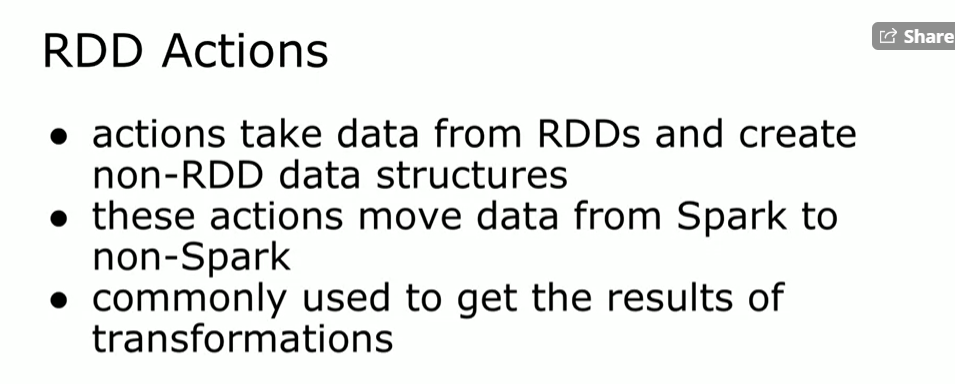 RDD Actions
Share
● actions take data from RDDs and create
non-RDD data structures
● these actions move data from Spark to
non-Spark
● commonly used to get the results of
transformations